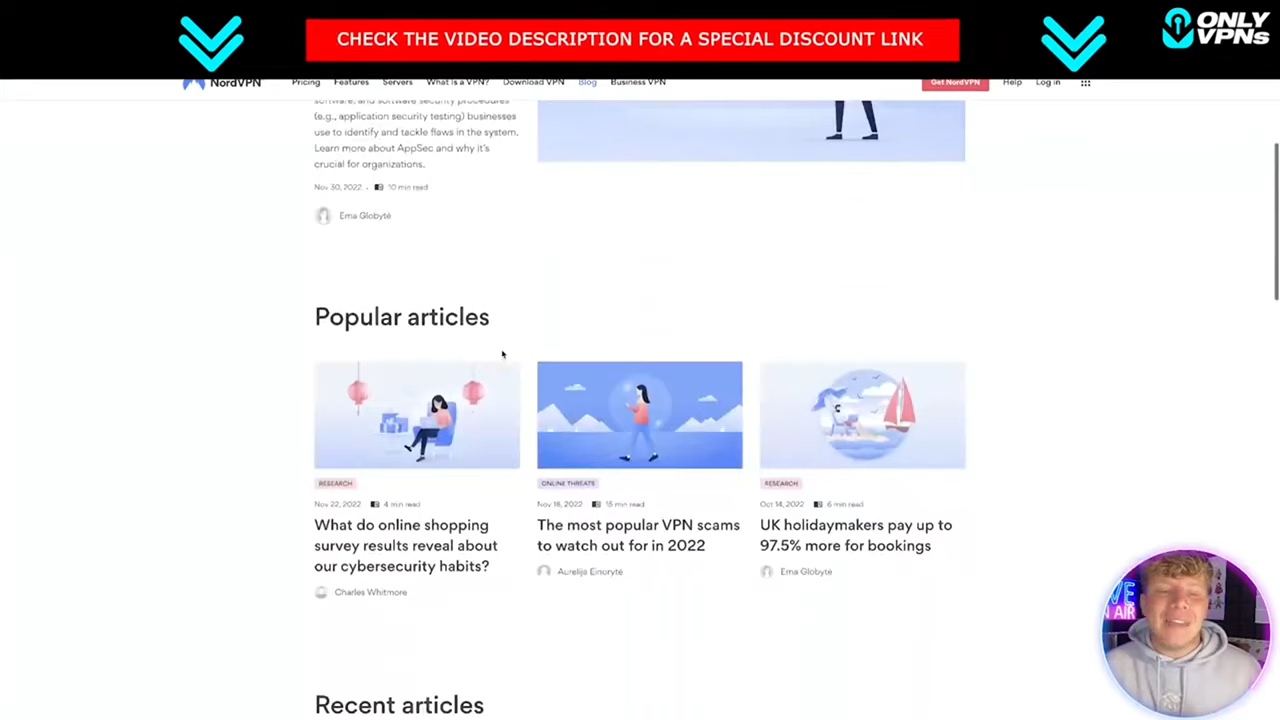 CHECK THE VIDEO DESCRIPTION FOR A SPECIAL DISCOUNT LINK
ONLY
VPNs
NordVPN
Pricing
Features
Servers
What is a VPN?
Download VPN
Blog
Business VPN
Get NordVPN
Help
Log in
software, and software security procedures
(e.g., application security testing) businesses
use to identify and tackle flaws in the system.
Learn more about AppSec and why it's
crucial for organizations.
Nov 30, 2022 · 10 min read
Ema Globytė
Popular articles
RESEARCH
Nov 22, 2022 4 min read
What do online shopping
survey results reveal about
our cybersecurity habits?
Charles Whitmore
ONLINE THREATS
Nov 16, 2022 15 min read
The most popular VPN scams
to watch out for in 2022
Aurelija Einorytė
RESEARCH
Oct 14, 2022 6 min read
UK holidaymakers pay up to
97.5% more for bookings
Ema Globytė
Recent articles
ON AIR